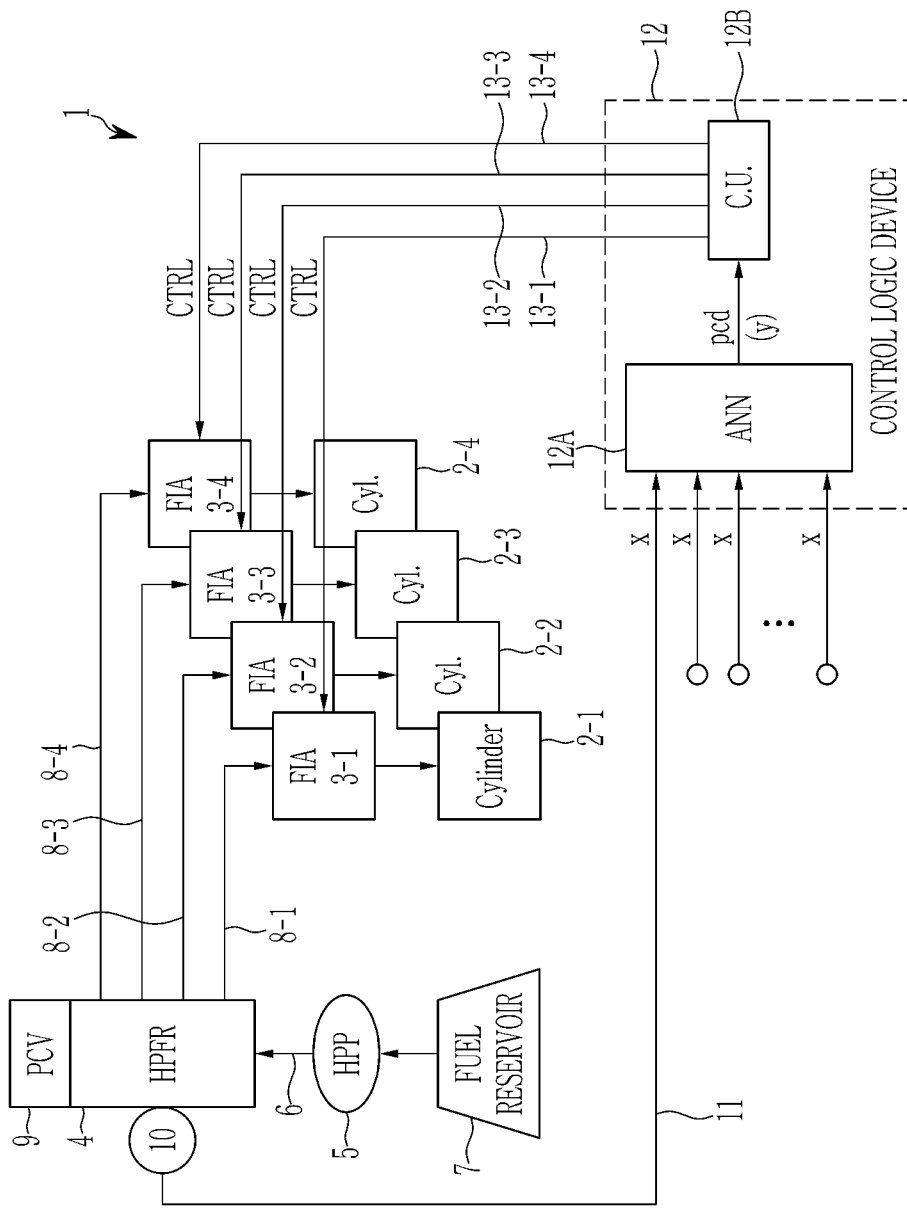 1
PCV
HPFR
9
4
10
8-1
8-2
8-3
8-4
6
HPP
5
FUEL
RESERVOIR
7
11
FIA
3-1
FIA
3-2
FIA
3-3
FIA
3-4
Cylinder
2-1
Cyl.
2-2
Cyl.
2-3
Cyl.
2-4
CTRL
CTRL
CTRL
CTRL
13-1
13-2
13-3
13-4
12
12B
C.U.
pcd
(y)
ANN
12A
x
x
x
x
...
CONTROL LOGIC DEVICE